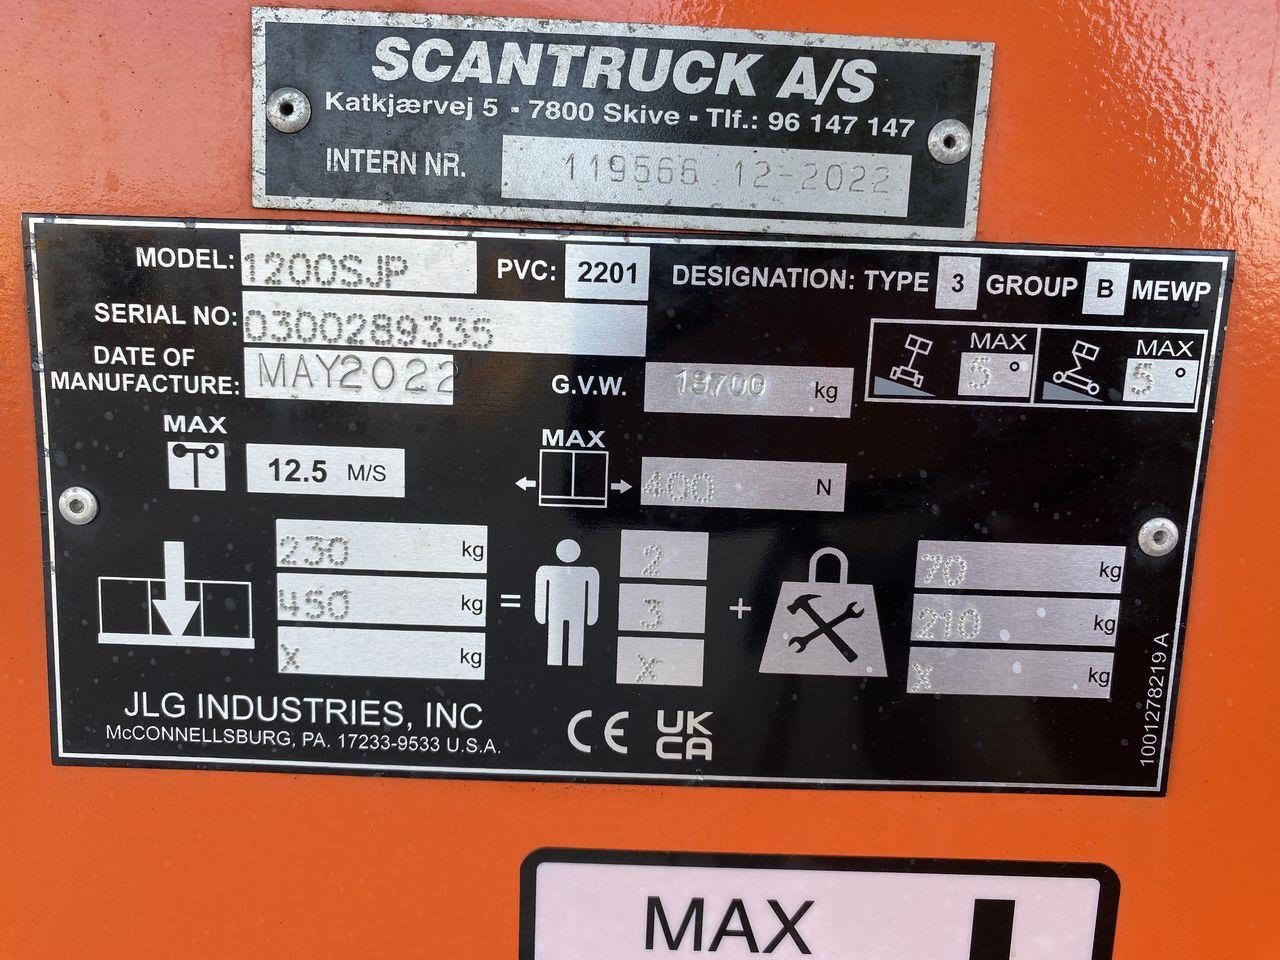 SCANTRUCK A/S
Katkjærvej 5 - 7800 Skive - Tlf.: 96 147 147
INTERN NR. 119566 12-2022
MODEL: 1200SJP PVC: 2201 DESIGNATION: TYPE 3 GROUP B MEWP
SERIAL NO: 0300289335
DATE OF MANUFACTURE: MAY2022 G.V.W. 18700 kg
MAX 5° MAX 5°
MAX 12.5 M/S MAX 400 N
230 kg 2 70 kg
450 kg = 3 + 210 kg
X kg X X kg
JLG INDUSTRIES, INC
McCONNELLSBURG, PA. 17233-9533 U.S.A.
CE UK CA
1001278219 A
MAX